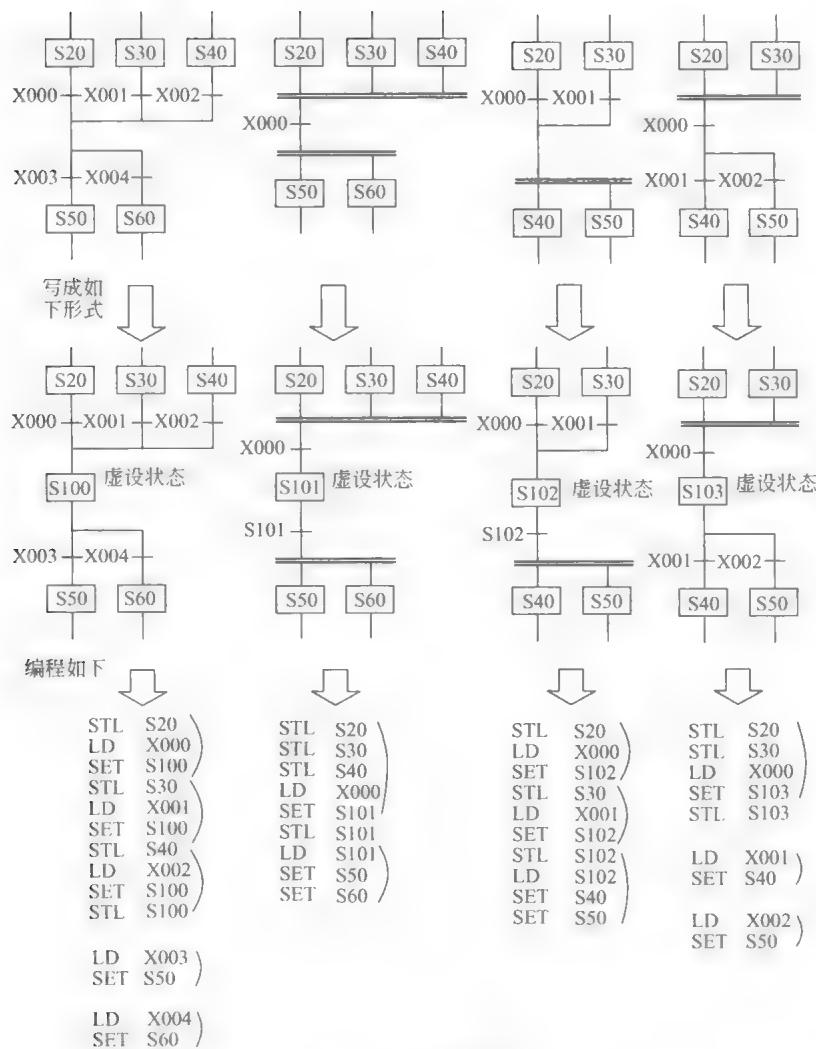 S20 S30 S40 S20 S30 S40 S20 S30 S20 S30
X000 X001 X002 X000 X001
X000 X000
X003 X004 X001 X002
S50 S60 S50 S60 S40 S50 S40 S50
写成如
下形式
S20 S30 S40 S20 S30 S40 S20 S30 S20 S30
X000 X001 X002 X000 X001
X000 X000
S100 虚设状态 S101 虚设状态 S102 虚设状态 S103 虚设状态
S101 S102
X003 X004 X001 X002
S50 S60 S50 S60 S40 S50 S40 S50
编程如下
STL S20
LD X000
SET S100
STL S30
LD X001
SET S100
STL S40
LD X002
SET S100
STL S100
LD X003
SET S50
LD X004
SET S60
STL S20
STL S30
STL S40
LD X000
SET S101
STL S101
LD S101
SET S50
SET S60
STL S20
LD X000
SET S102
STL S30
LD X001
SET S102
STL S102
LD S102
SET S40
SET S50
STL S20
STL S30
LD X000
SET S103
STL S103
LD X001
SET S40
LD X002
SET S50